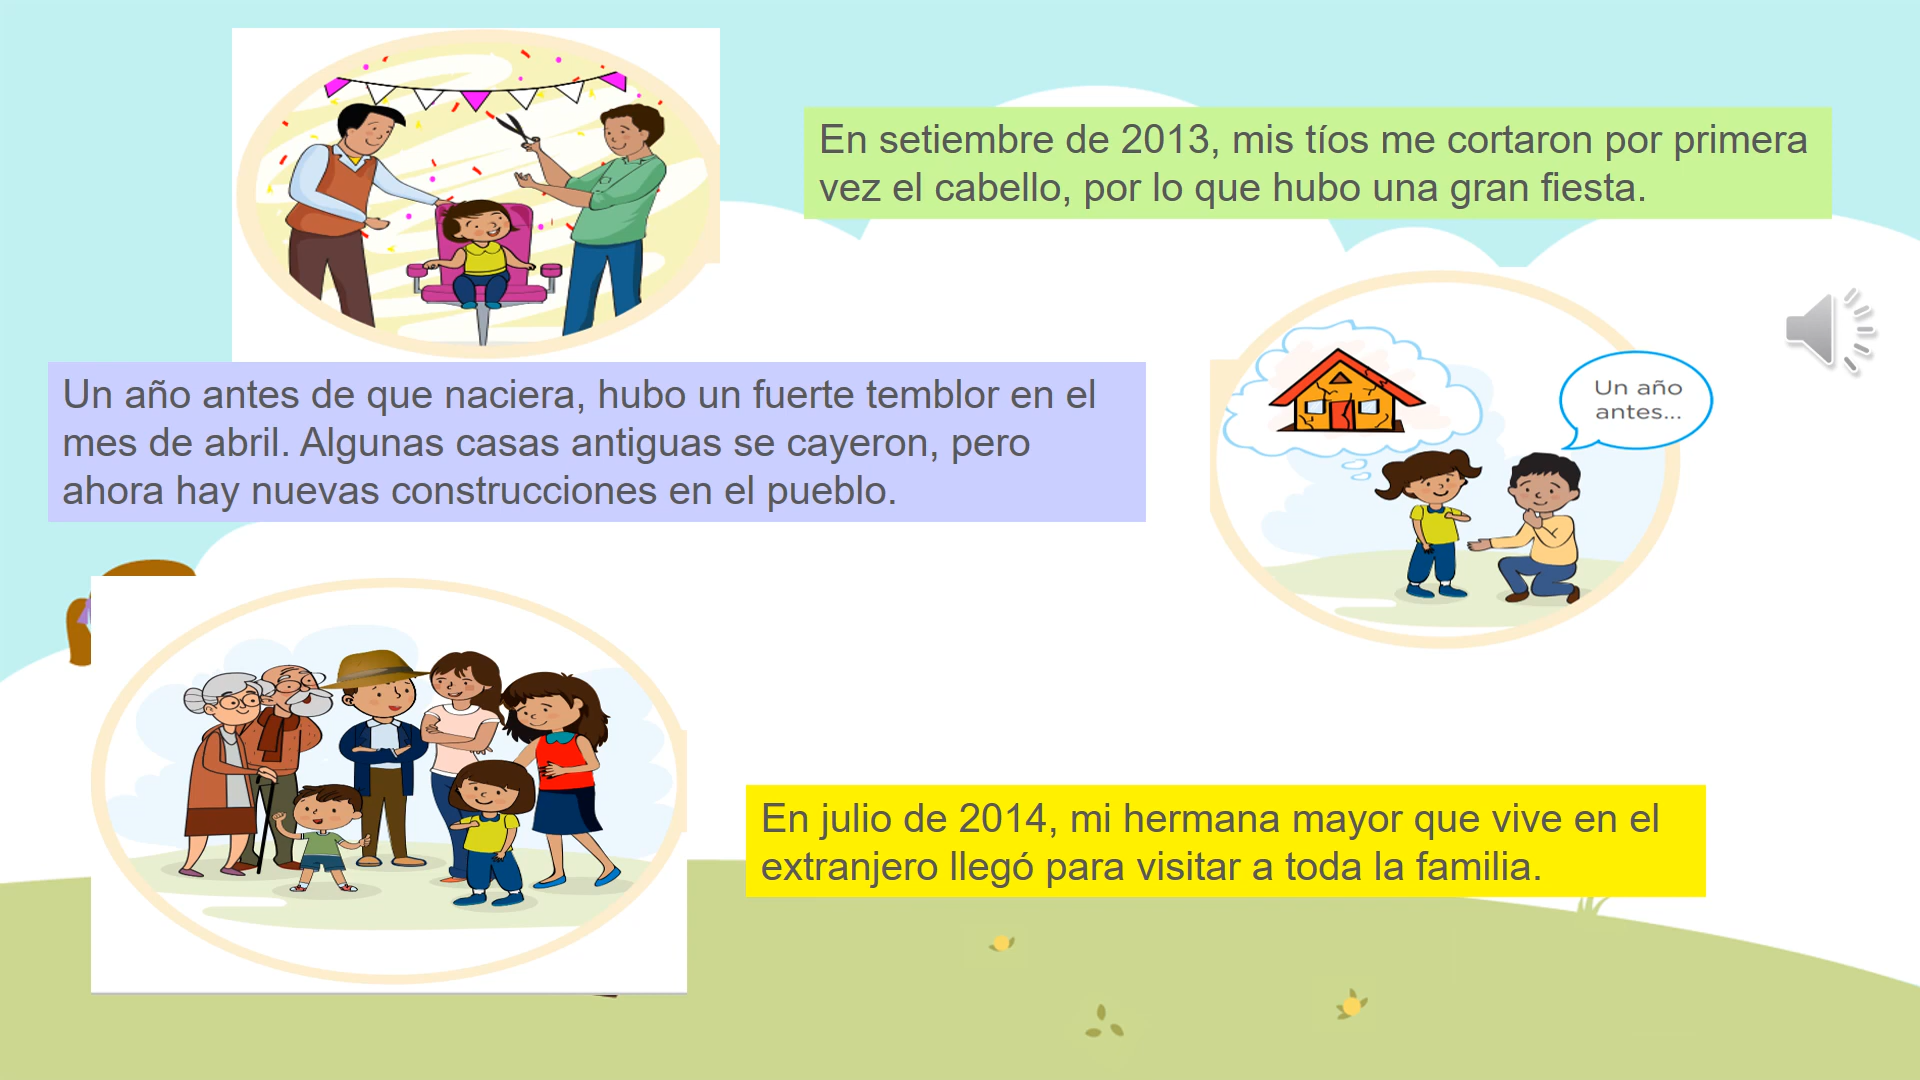 En setiembre de 2013, mis tíos me cortaron por primera
vez el cabello, por lo que hubo una gran fiesta.
Un año antes de que naciera, hubo un fuerte temblor en el
mes de abril. Algunas casas antiguas se cayeron, pero
ahora hay nuevas construcciones en el pueblo.
Un año
antes...
En julio de 2014, mi hermana mayor que vive en el
extranjero llegó para visitar a toda la familia.